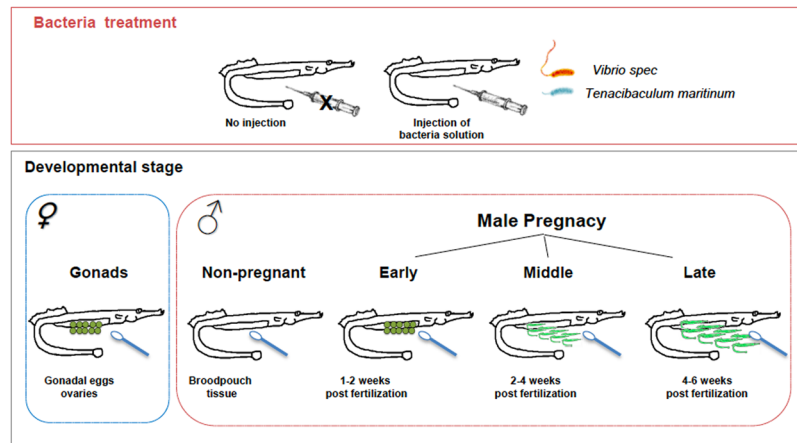 Bacteria treatment
Vibrio spec
Tenacibaculum maritinum
X
No injection
Injection of
bacteria solution
Developmental stage
♀
♂
Male Pregnacy
Gonads
Non-pregnant
Early
Middle
Late
Gonadal eggs
ovaries
Broodpouch
tissue
1-2 weeks
post fertilization
2-4 weeks
post fertilization
4-6 weeks
post fertilization